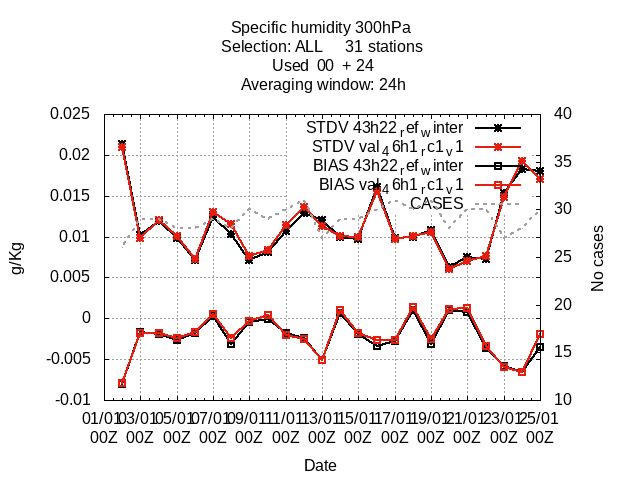 Specific humidity 300hPa
Selection: ALL 31 stations
Used 00 + 24
Averaging window: 24h
STDV 43h22_ref_winter
STDV val_46h1_rc1_v1
BIAS 43h22_ref_winter
BIAS val_46h1_rc1_v1
CASES
g/Kg
0.025
0.02
0.015
0.01
0.005
0
-0.005
-0.01
No cases
40
35
30
25
20
15
10
01/01 03/01 05/01 07/01 09/01 11/01 13/01 15/01 17/01 19/01 21/01 23/01 25/01
00Z 00Z 00Z 00Z 00Z 00Z 00Z 00Z 00Z 00Z 00Z 00Z 00Z
Date